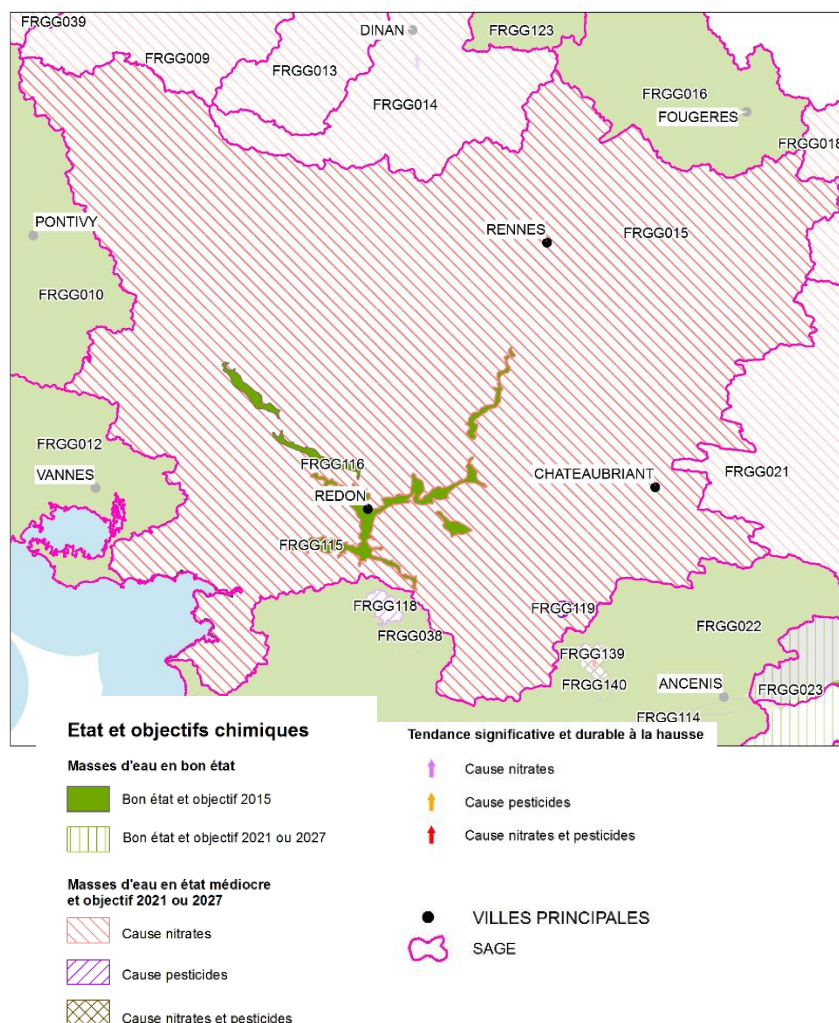 FRGG039
DINAN
FRGG123
FRGG009
FRGG013
FRGG016
FRGG014
FOUGERES
FRGG018
PONTIVY
RENNES
FRGG015
FRGG010
FRGG012
FRGG116
FRGG021
VANNES
CHATEAUBRIANT
REDON
FRGG115
FRGG118
FRGG119
FRGG038
FRGG022
FRGG139
FRGG140
ANCENIS
FRGG023
FRGG114
Etat et objectifs chimiques
Masses d'eau en bon état
Bon état et objectif 2015
Bon état et objectif 2021 ou 2027
Masses d'eau en état médiocre
et objectif 2021 ou 2027
Cause nitrates
Cause pesticides
Cause nitrates et pesticides
Tendance significative et durable à la hausse
Cause nitrates
Cause pesticides
Cause nitrates et pesticides
VILLES PRINCIPALES
SAGE